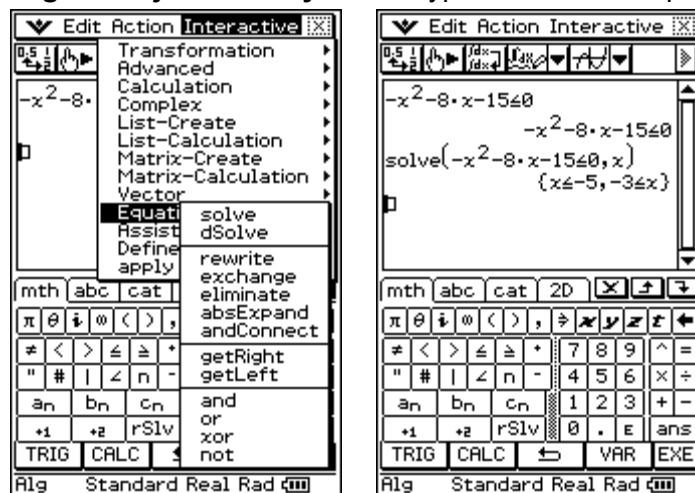 Edit Action Interactive
Transformation
Advanced
Calculation
Complex
List-Create
List-Calculation
Matrix-Create
Matrix-Calculation
Vector
Equati
Assist
Define
apply
solve
dSolve
rewrite
exchange
eliminate
absExpand
andConnect
getRight
getLeft
and
or
xor
not
-x²-8·
mth abc cat
π θ i ∞ ( ) ,
≠ < > ≤ ≥ *
" # | ∠ n -
an bn cn
+1 +2 rSlv
TRIG CALC
Alg Standard Real Rad
Edit Action Interactive
-x²-8·x-15≤0
-x²-8·x-15≤0
solve(-x²-8·x-15≤0,x)
{x≤-5,-3≤x}
mth abc cat 2D
π θ i ∞ ( ) , ⇒ x y z t
≠ < > ≤ ≥ * 7 8 9 ^ =
" # | ∠ n - 4 5 6 × ÷
an bn cn 1 2 3 + -
+1 +2 rSlv 0 . E ans
TRIG CALC VAR EXE
Alg Standard Real Rad